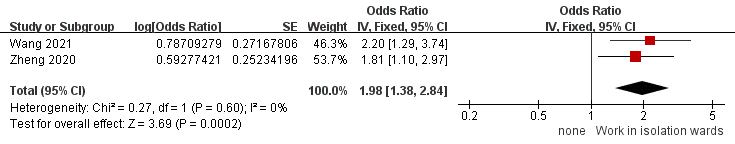 Odds Ratio Odds Ratio
Study or Subgroup log[Odds Ratio] SE Weight IV, Fixed, 95% CI IV, Fixed, 95% CI
Wang 2021 0.78709279 0.27167806 46.3% 2.20 [1.29, 3.74]
Zheng 2020 0.59277421 0.25234196 53.7% 1.81 [1.10, 2.97]
Total (95% CI) 100.0% 1.98 [1.38, 2.84]
Heterogeneity: Chi² = 0.27, df = 1 (P = 0.60); I² = 0%
Test for overall effect: Z = 3.69 (P = 0.0002)
0.2 0.5 1 2 5
none Work in isolation wards